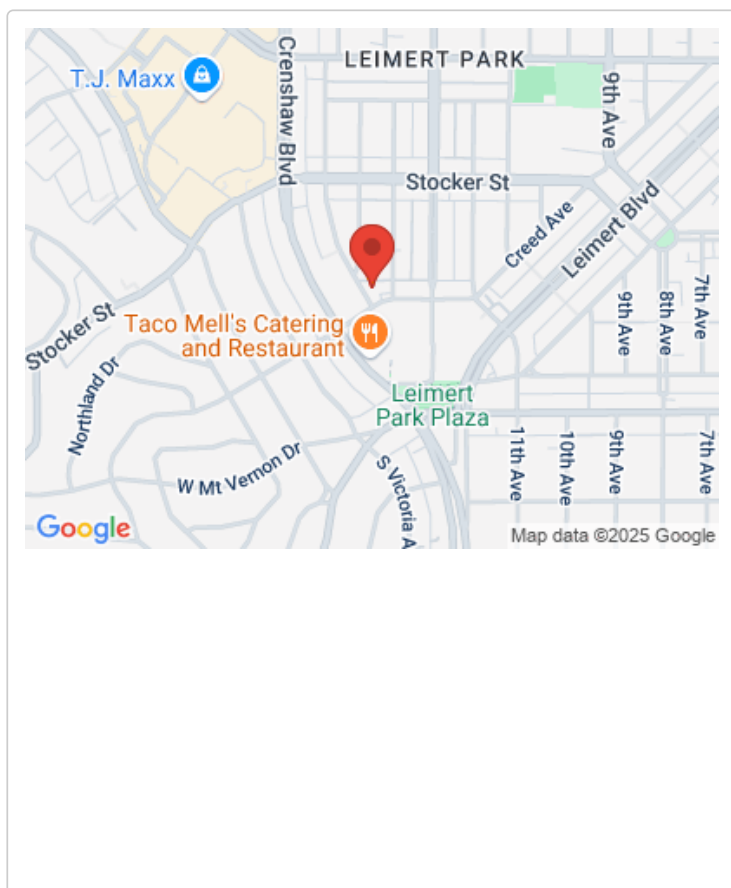 LEIMERT PARK
T.J. Maxx
Crenshaw Blvd
9th Ave
Stocker St
Creed Ave
Leimert Blvd
Stocker St
Taco Mell's Catering
and Restaurant
9th Ave
8th Ave
7th Ave
Northland Dr
Leimert
Park Plaza
W Mt Vernon Dr
S Victoria A
11th Ave
10th Ave
9th Ave
7th Ave
Google
Map data ©2025 Google